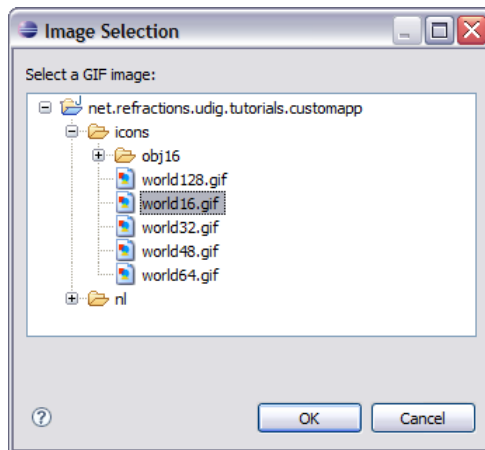 Image Selection
Select a GIF image:
net.refractions.udig.tutorials.customapp
icons
obj16
world128.gif
world16.gif
world32.gif
world48.gif
world64.gif
nl
OK Cancel